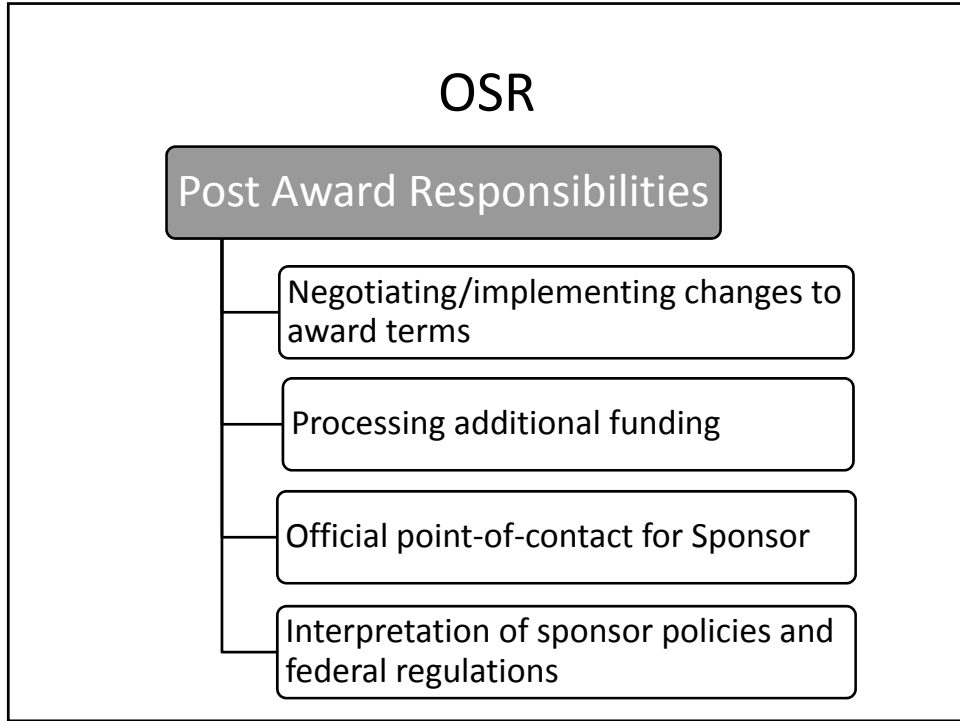 OSR
Post Award Responsibilities
Negotiating/implementing changes to
award terms
Processing additional funding
Official point-of-contact for Sponsor
Interpretation of sponsor policies and
federal regulations